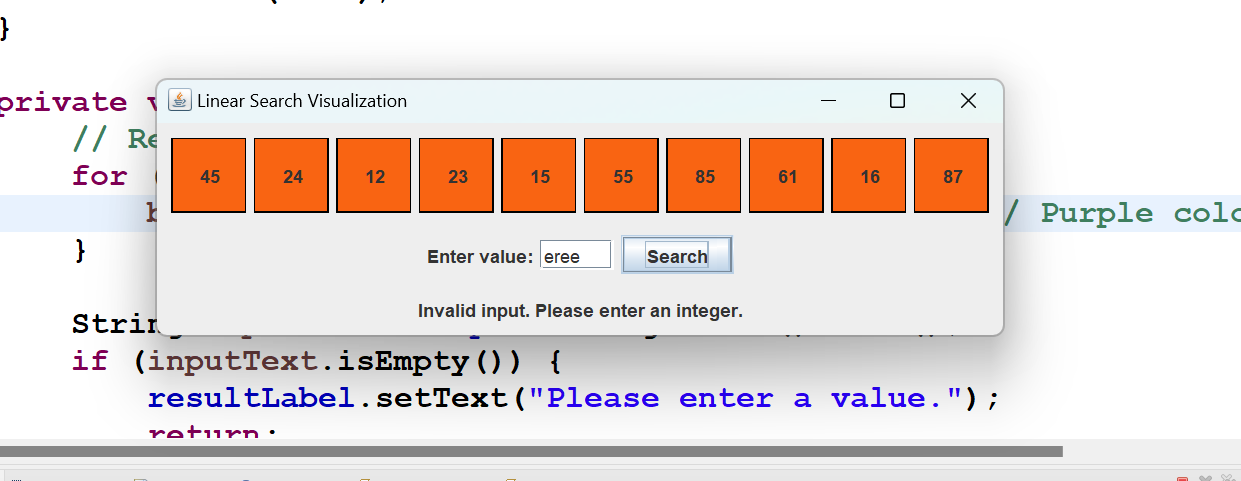 }
private
Linear Search Visualization
// Re
45 24 12 23 15 55 85 61 16 87
for (
/ Purple colo
}
Enter value: eree Search
Invalid input. Please enter an integer.
String
if (inputText.isEmpty()) {
resultLabel.setText("Please enter a value.");
return;